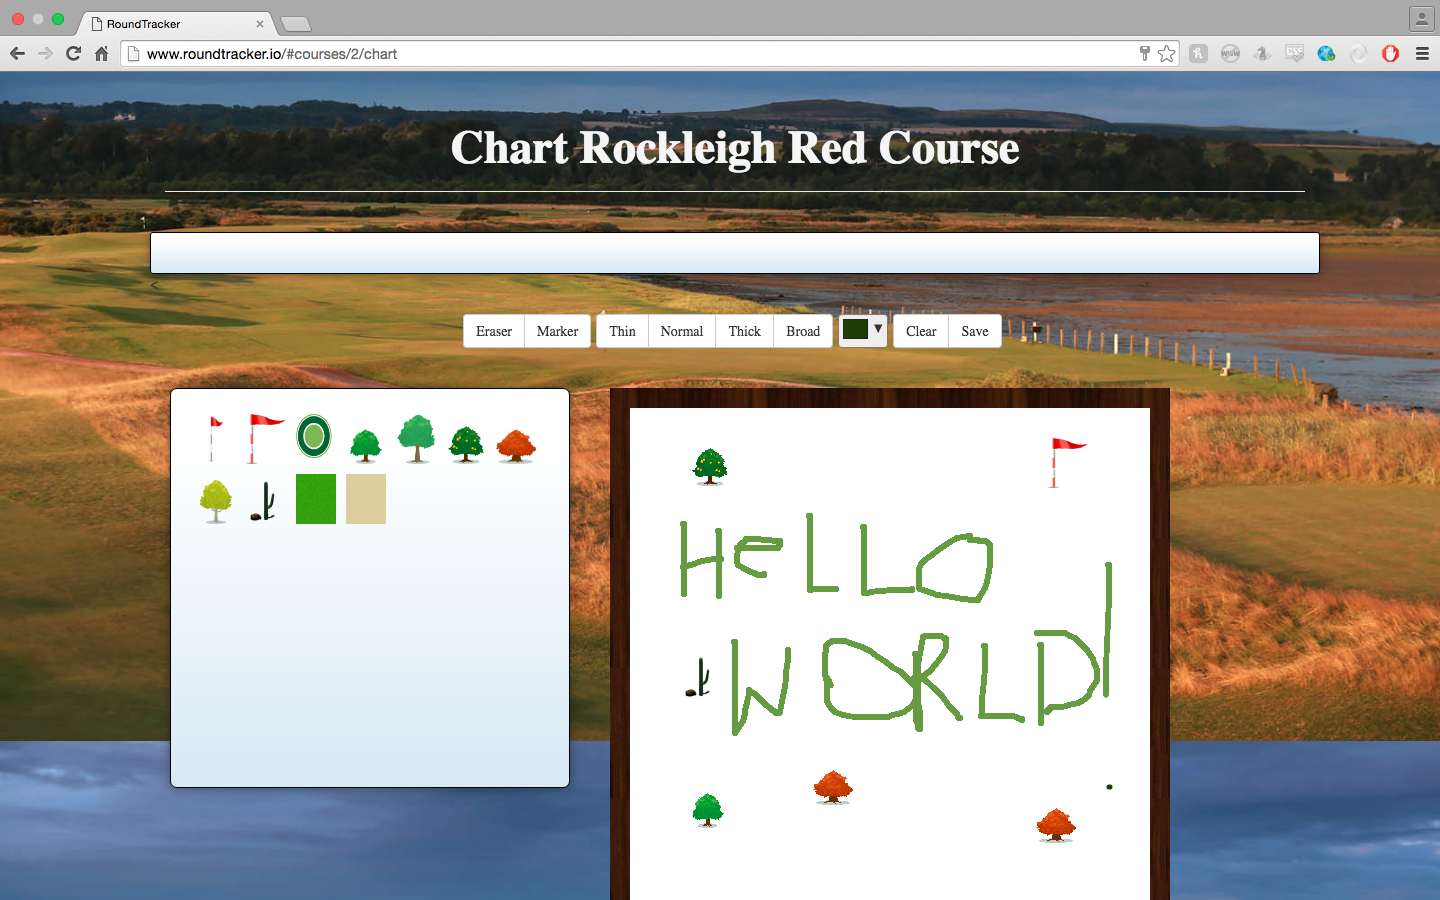 RoundTracker
www.roundtracker.io/#courses/2/chart
Chart Rockleigh Red Course
<
Eraser Marker Thin Normal Thick Broad Clear Save
HeLLO
WORLD!